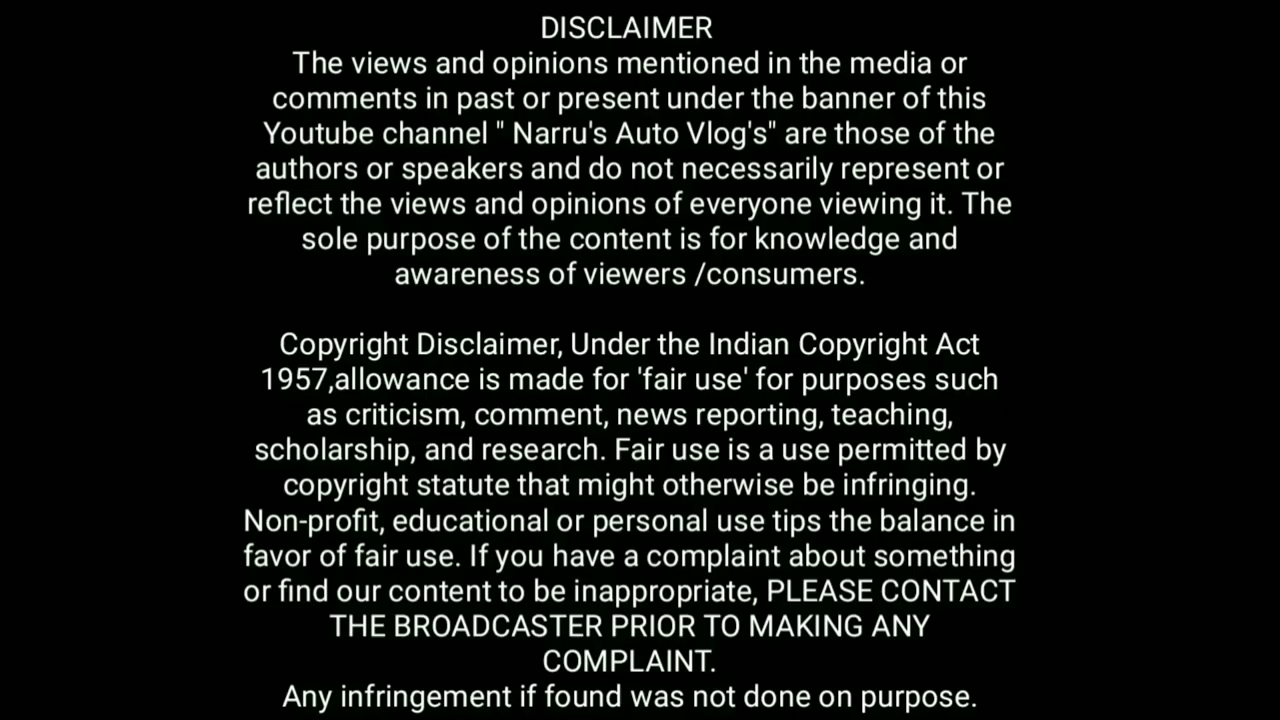 DISCLAIMER
The views and opinions mentioned in the media or
comments in past or present under the banner of this
Youtube channel " Narru's Auto Vlog's" are those of the
authors or speakers and do not necessarily represent or
reflect the views and opinions of everyone viewing it. The
sole purpose of the content is for knowledge and
awareness of viewers /consumers.
Copyright Disclaimer, Under the Indian Copyright Act
1957,allowance is made for 'fair use' for purposes such
as criticism, comment, news reporting, teaching,
scholarship, and research. Fair use is a use permitted by
copyright statute that might otherwise be infringing.
Non-profit, educational or personal use tips the balance in
favor of fair use. If you have a complaint about something
or find our content to be inappropriate, PLEASE CONTACT
THE BROADCASTER PRIOR TO MAKING ANY
COMPLAINT.
Any infringement if found was not done on purpose.